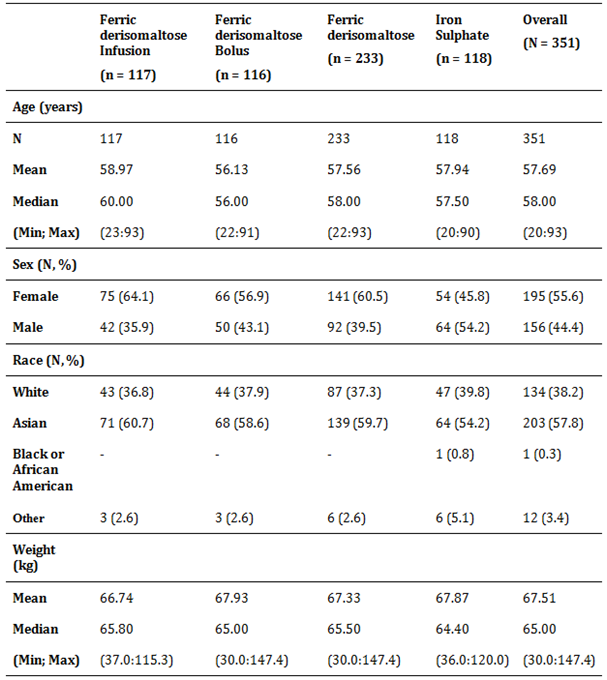 Ferric derisomaltose Infusion (n = 117) Ferric derisomaltose Bolus (n = 116) Ferric derisomaltose (n = 233) Iron Sulphate (n = 118) Overall (N = 351)
Age (years)
N 117 116 233 118 351
Mean 58.97 56.13 57.56 57.94 57.69
Median 60.00 56.00 58.00 57.50 58.00
(Min; Max) (23:93) (22:91) (22:93) (20:90) (20:93)
Sex (N, %)
Female 75 (64.1) 66 (56.9) 141 (60.5) 54 (45.8) 195 (55.6)
Male 42 (35.9) 50 (43.1) 92 (39.5) 64 (54.2) 156 (44.4)
Race (N, %)
White 43 (36.8) 44 (37.9) 87 (37.3) 47 (39.8) 134 (38.2)
Asian 71 (60.7) 68 (58.6) 139 (59.7) 64 (54.2) 203 (57.8)
Black or African American - - - 1 (0.8) 1 (0.3)
Other 3 (2.6) 3 (2.6) 6 (2.6) 6 (5.1) 12 (3.4)
Weight (kg)
Mean 66.74 67.93 67.33 67.87 67.51
Median 65.80 65.00 65.50 64.40 65.00
(Min; Max) (37.0:115.3) (30.0:147.4) (30.0:147.4) (36.0:120.0) (30.0:147.4)